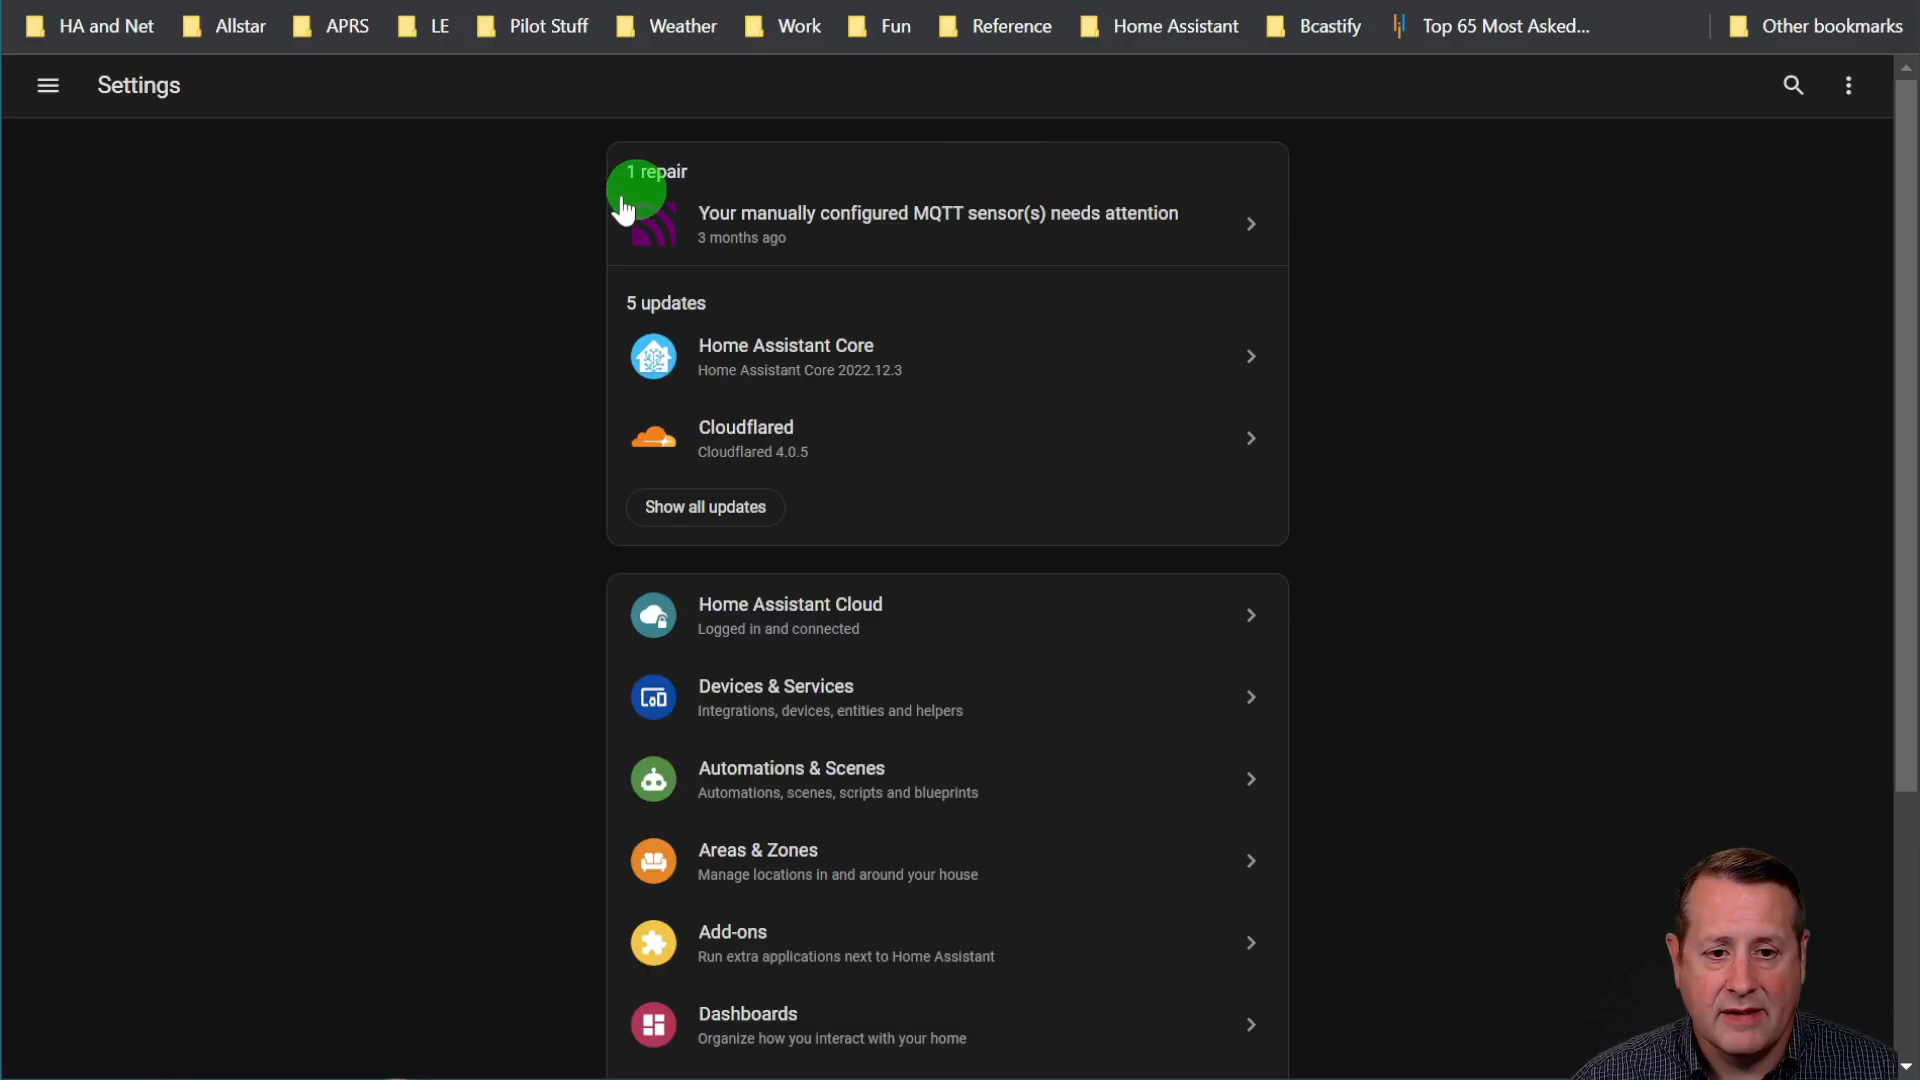 HA and Net
Allstar
APRS
LE
Pilot Stuff
Weather
Work
Fun
Reference
Home Assistant
Bcastify
Top 65 Most Asked...
Other bookmarks
Settings
1 repair
Your manually configured MQTT sensor(s) needs attention
3 months ago
5 updates
Home Assistant Core
Home Assistant Core 2022.12.3
Cloudflared
Cloudflared 4.0.5
Show all updates
Home Assistant Cloud
Logged in and connected
Devices & Services
Integrations, devices, entities and helpers
Automations & Scenes
Automations, scenes, scripts and blueprints
Areas & Zones
Manage locations in and around your house
Add-ons
Run extra applications next to Home Assistant
Dashboards
Organize how you interact with your home